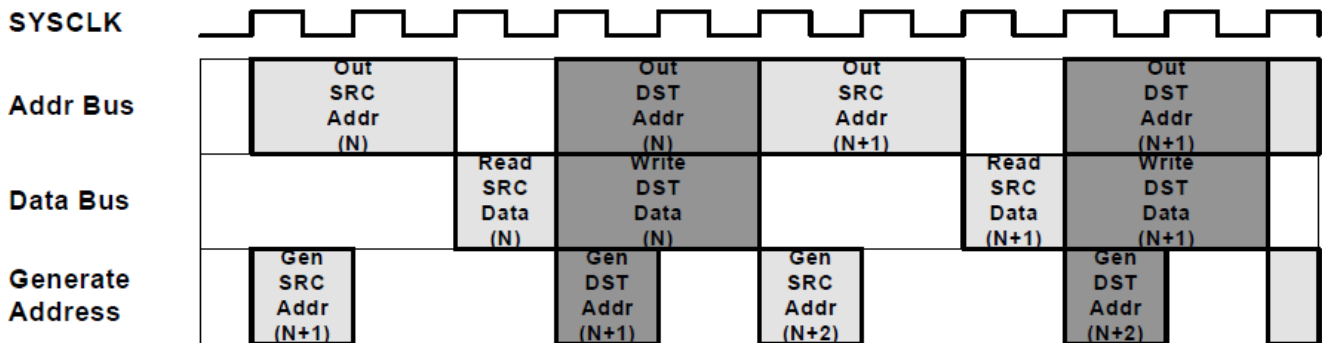 SYSCLK
Addr Bus
Out
SRC
Addr
(N)
Out
DST
Addr
(N)
Out
SRC
Addr
(N+1)
Out
DST
Addr
(N+1)
Data Bus
Read
SRC
Data
(N)
Write
DST
Data
(N)
Read
SRC
Data
(N+1)
Write
DST
Data
(N+1)
Generate
Address
Gen
SRC
Addr
(N+1)
Gen
DST
Addr
(N+1)
Gen
SRC
Addr
(N+2)
Gen
DST
Addr
(N+2)